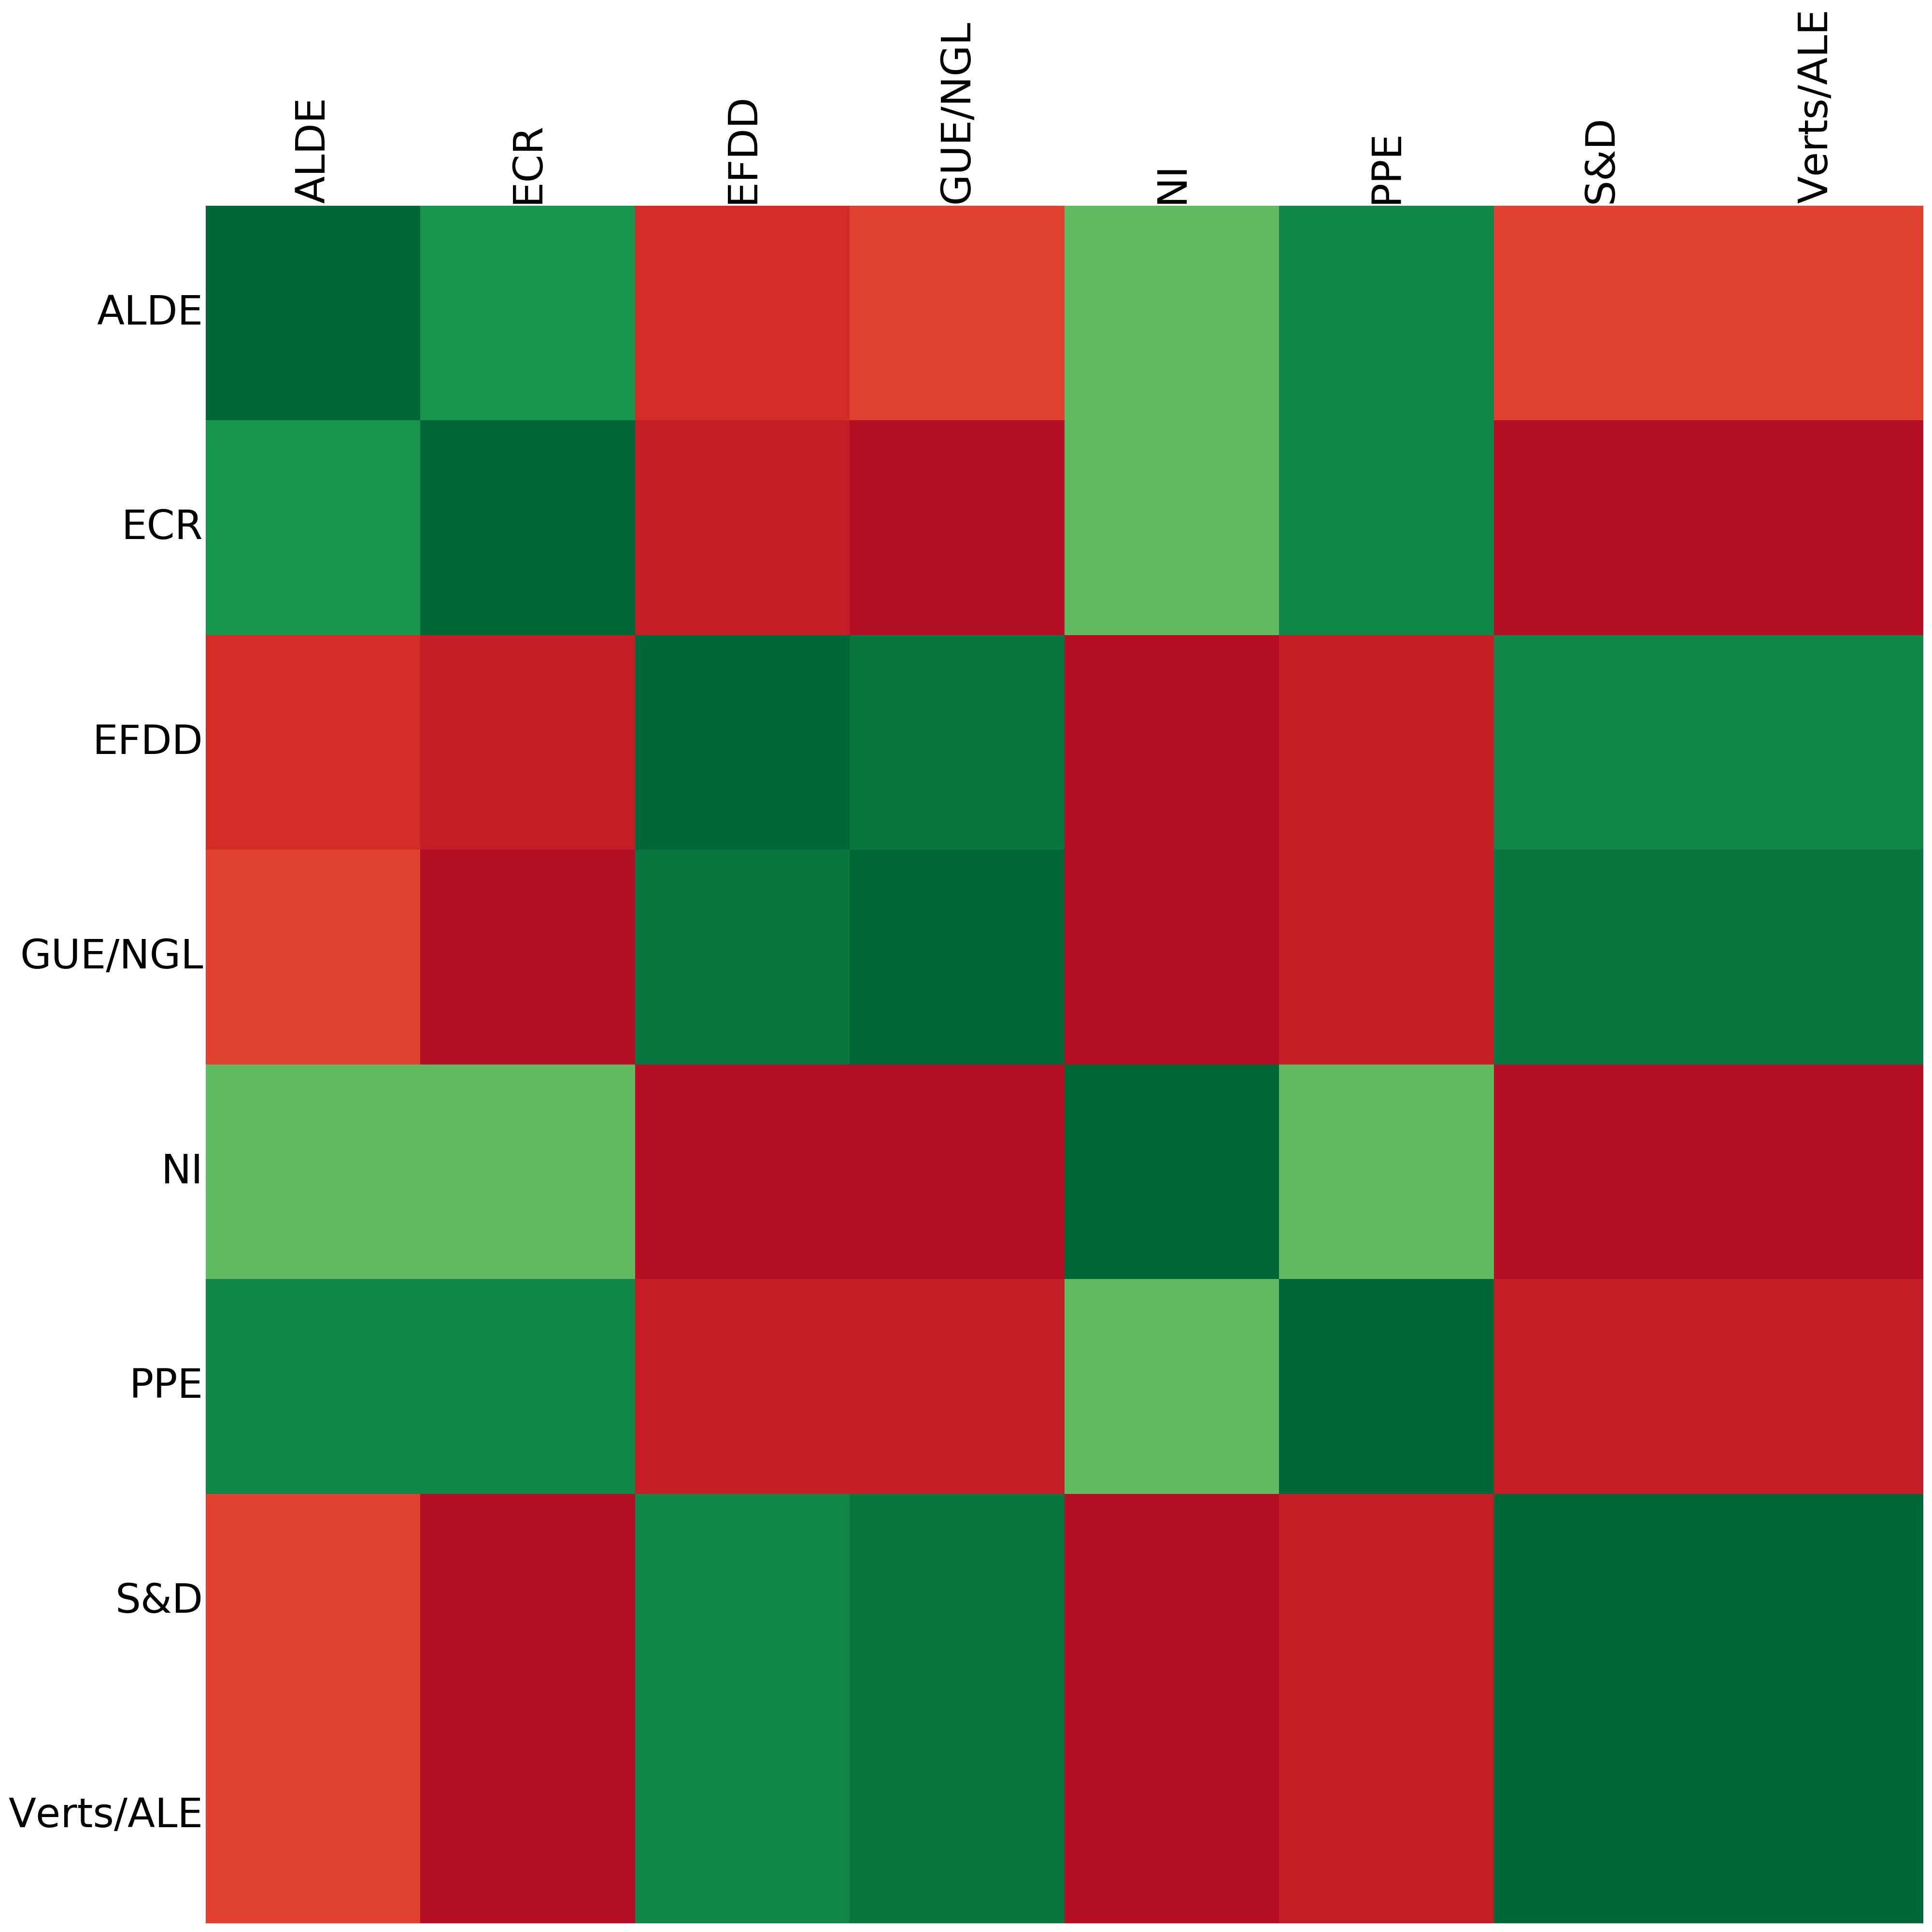 ALDE
ECR
EFDD
GUE/NGL
NI
PPE
S&D
Verts/ALE
ALDE
ECR
EFDD
GUE/NGL
NI
PPE
S&D
Verts/ALE